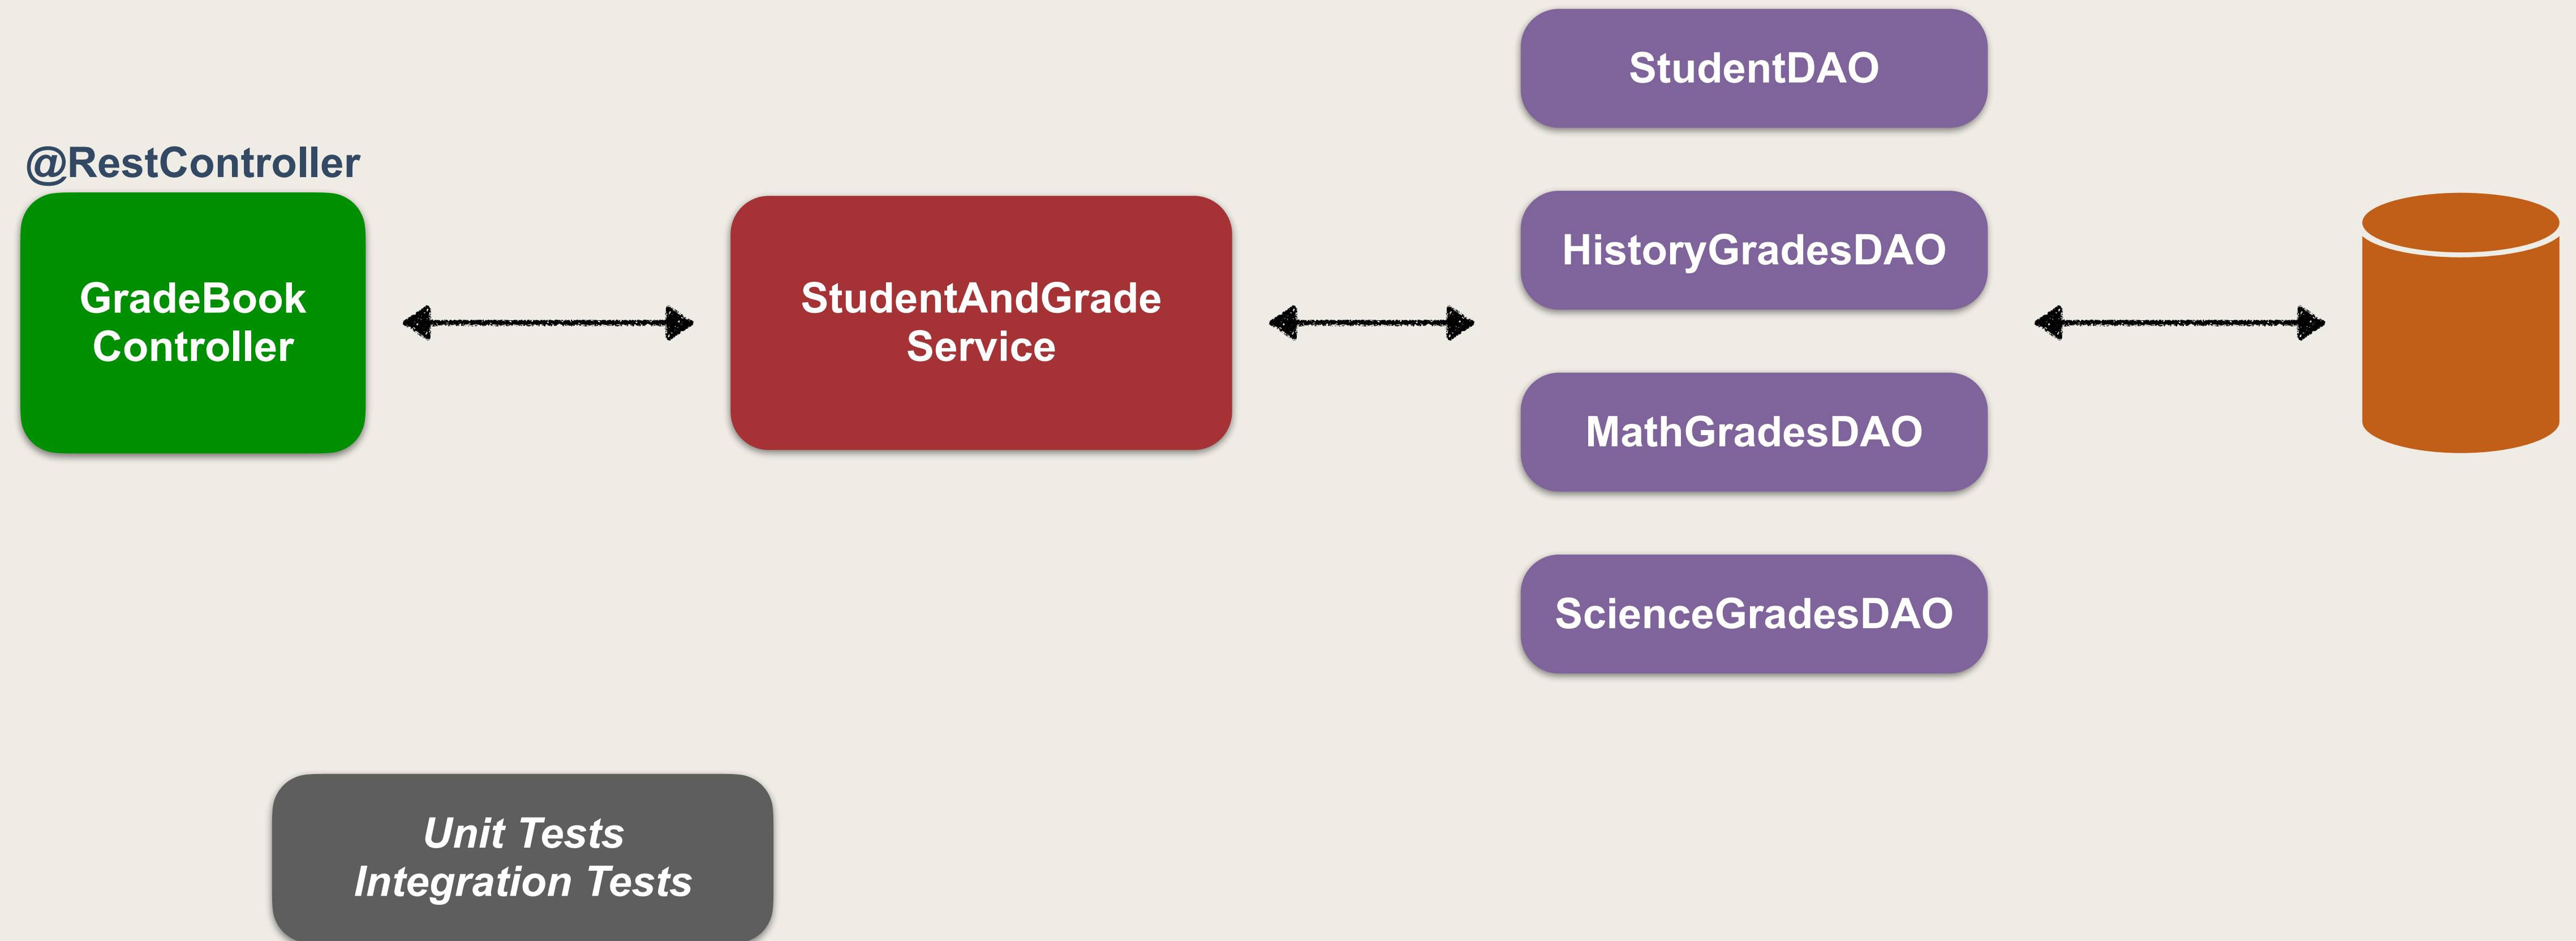 @RestController
GradeBook
Controller
StudentAndGrade
Service
StudentDAO
HistoryGradesDAO
MathGradesDAO
ScienceGradesDAO
Unit Tests
Integration Tests